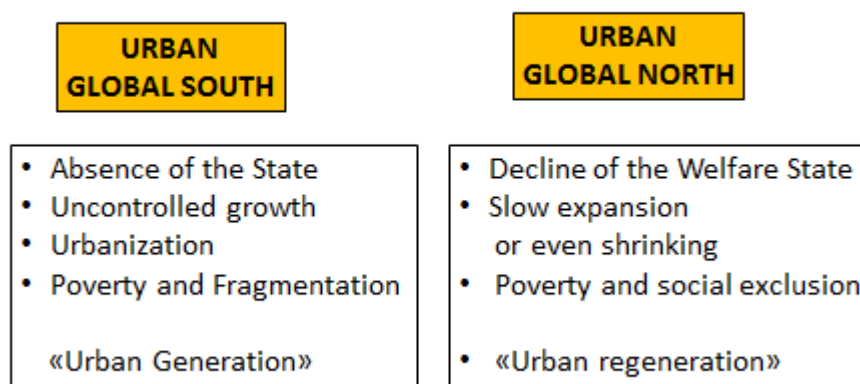 URBAN
GLOBAL SOUTH
• Absence of the State
• Uncontrolled growth
• Urbanization
• Poverty and Fragmentation
«Urban Generation»
URBAN
GLOBAL NORTH
• Decline of the Welfare State
• Slow expansion
or even shrinking
• Poverty and social exclusion
• «Urban regeneration»